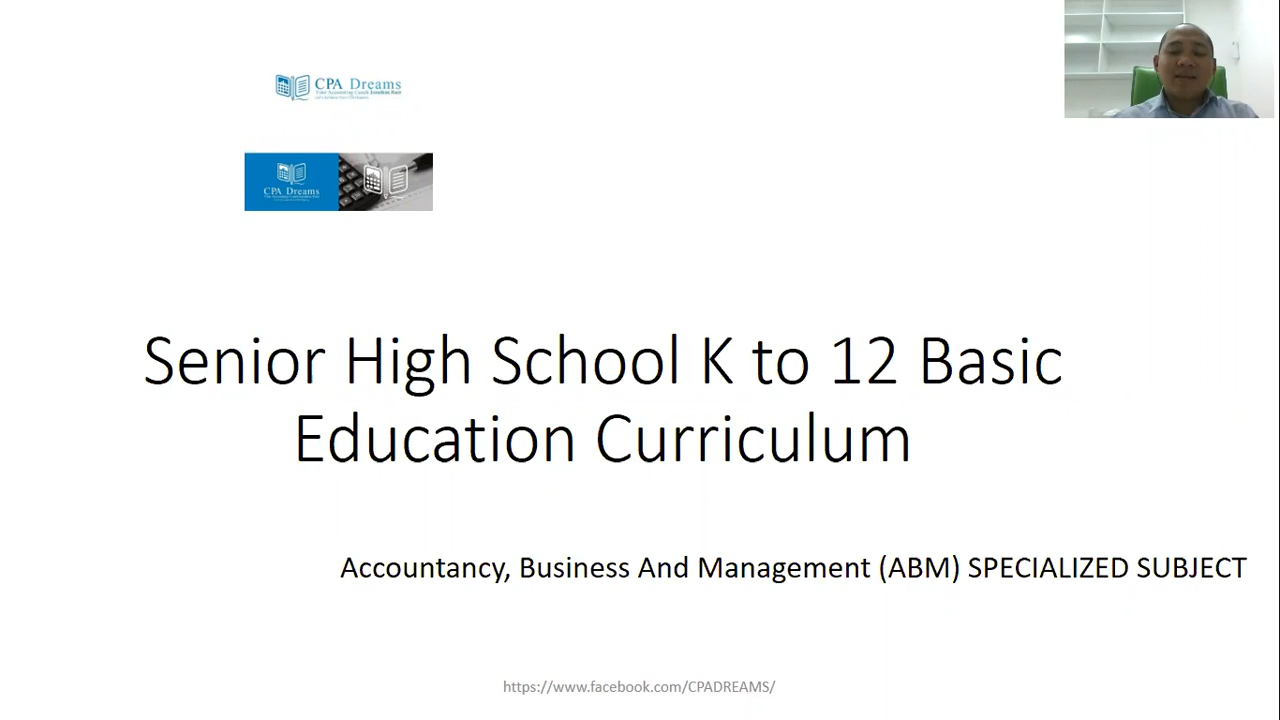 CPA Dreams
CPA Dreams
Senior High School K to 12 Basic
Education Curriculum
Accountancy, Business And Management (ABM) SPECIALIZED SUBJECT
https://www.facebook.com/CPADREAMS/